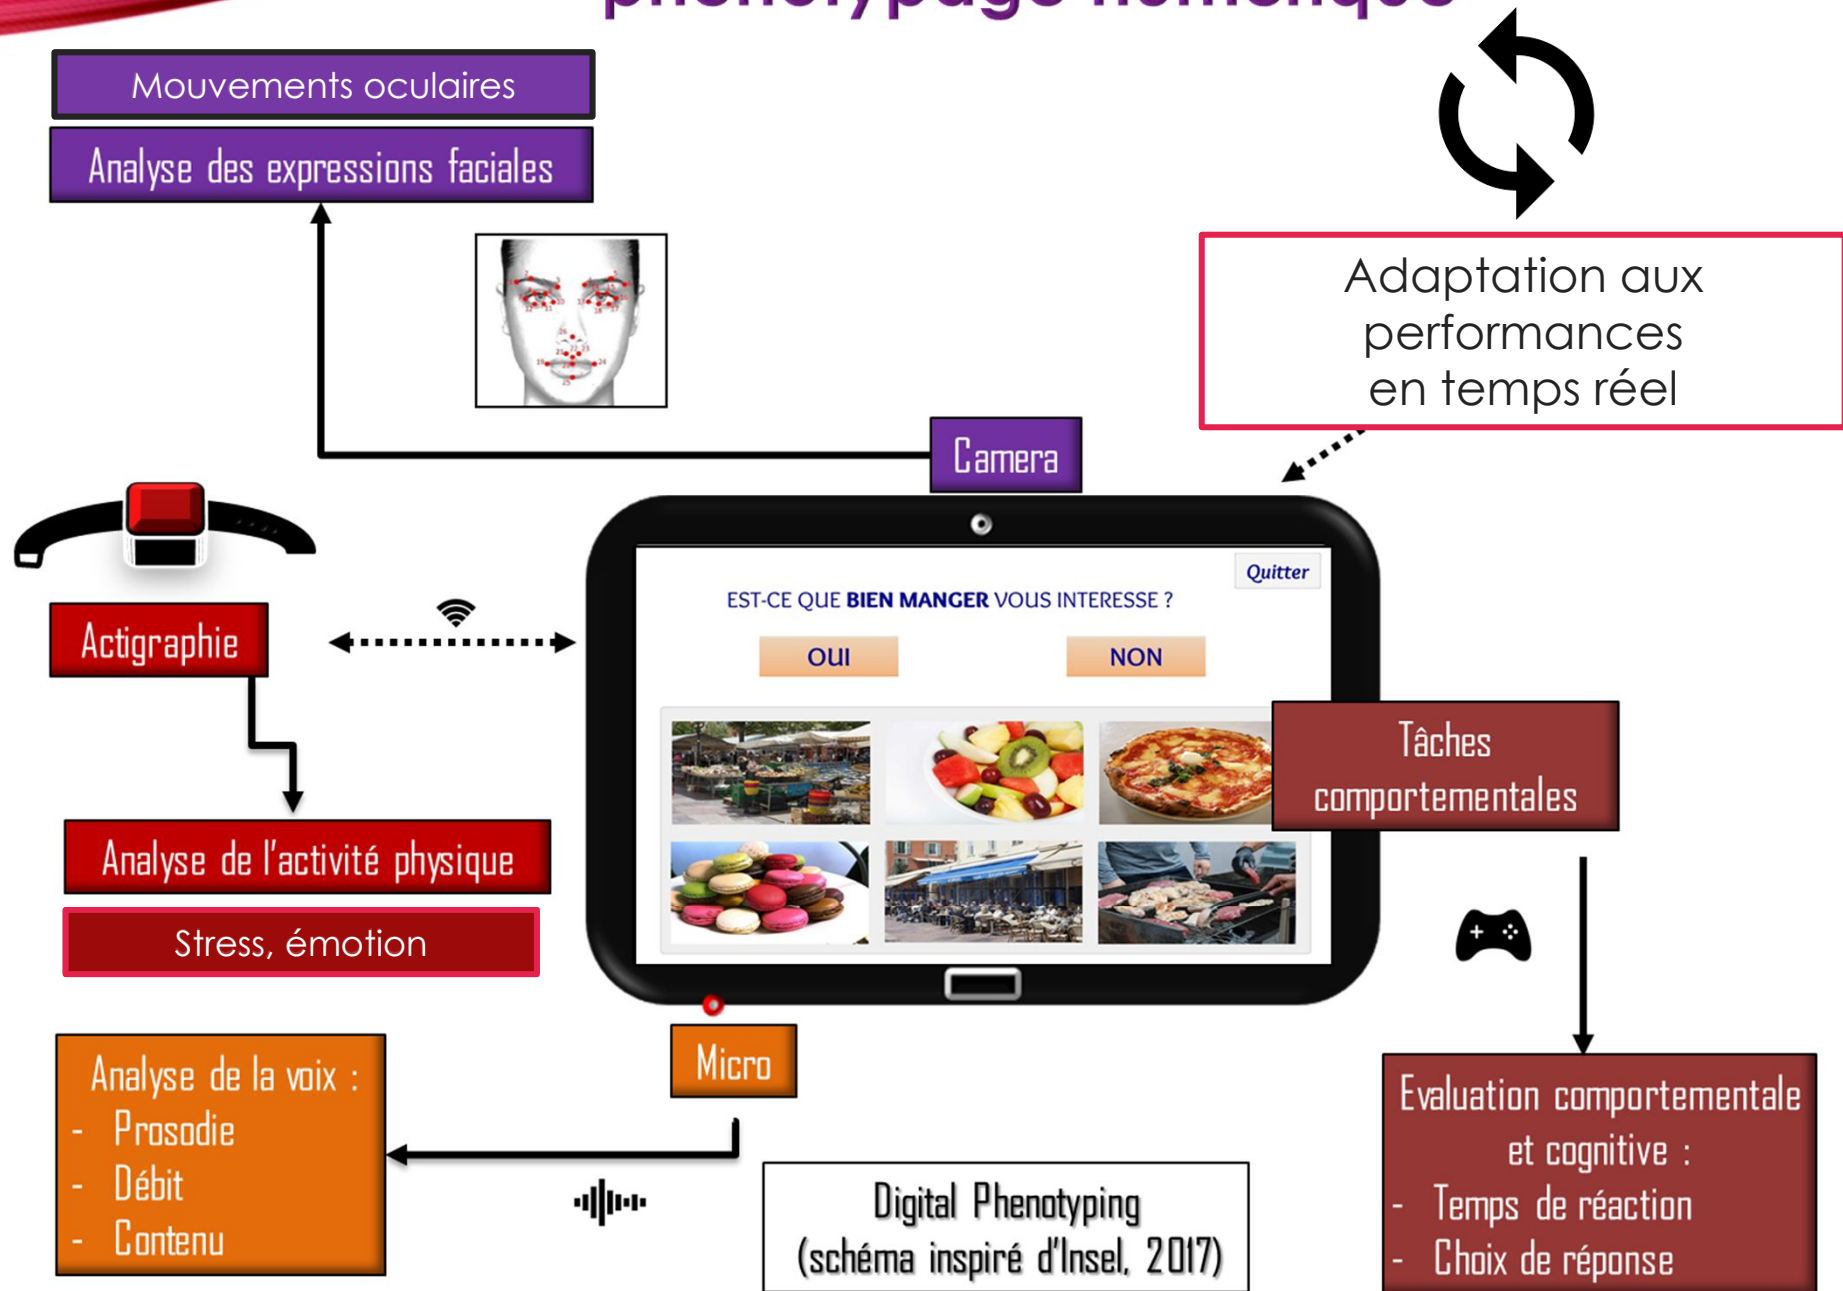 phénotypage numérique
Mouvements oculaires
Analyse des expressions faciales
Adaptation aux
performances
en temps réel
Camera
Quitter
EST-CE QUE BIEN MANGER VOUS INTERESSE ?
OUI
NON
Actigraphie
Tâches
comportementales
Analyse de l'activité physique
Stress, émotion
Micro
Analyse de la voix :
- Prosodie
- Débit
- Contenu
Digital Phenotyping
(schéma inspiré d'Insel, 2017)
Evaluation comportementale
et cognitive :
- Temps de réaction
- Choix de réponse